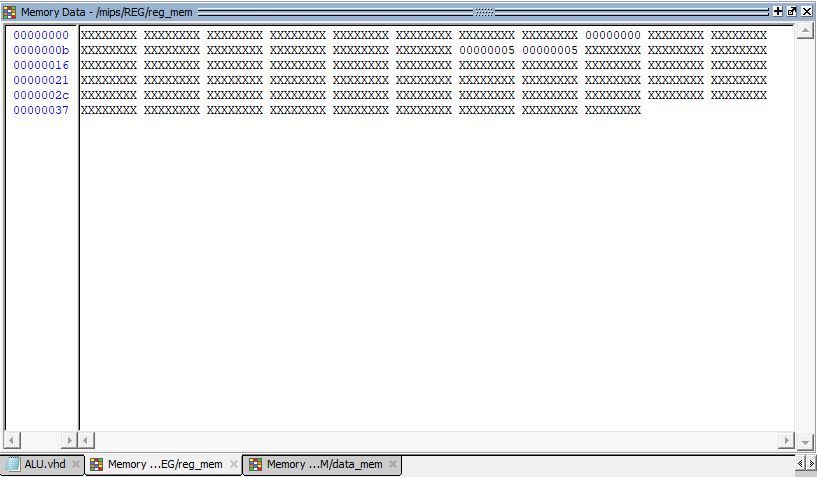 Memory Data - /mips/REG/reg_mem
00000000 XXXXXXXX XXXXXXXX XXXXXXXX XXXXXXXX XXXXXXXX XXXXXXXX XXXXXXXX XXXXXXXX 00000000 XXXXXXXX XXXXXXXX
0000000b XXXXXXXX XXXXXXXX XXXXXXXX XXXXXXXX XXXXXXXX XXXXXXXX 00000005 00000005 XXXXXXXX XXXXXXXX XXXXXXXX
00000016 XXXXXXXX XXXXXXXX XXXXXXXX XXXXXXXX XXXXXXXX XXXXXXXX XXXXXXXX XXXXXXXX XXXXXXXX XXXXXXXX XXXXXXXX
00000021 XXXXXXXX XXXXXXXX XXXXXXXX XXXXXXXX XXXXXXXX XXXXXXXX XXXXXXXX XXXXXXXX XXXXXXXX XXXXXXXX XXXXXXXX
0000002c XXXXXXXX XXXXXXXX XXXXXXXX XXXXXXXX XXXXXXXX XXXXXXXX XXXXXXXX XXXXXXXX XXXXXXXX XXXXXXXX XXXXXXXX
00000037 XXXXXXXX XXXXXXXX XXXXXXXX XXXXXXXX XXXXXXXX XXXXXXXX XXXXXXXX XXXXXXXX XXXXXXXX
ALU.vhd Memory ...EG/reg_mem Memory ...M/data_mem